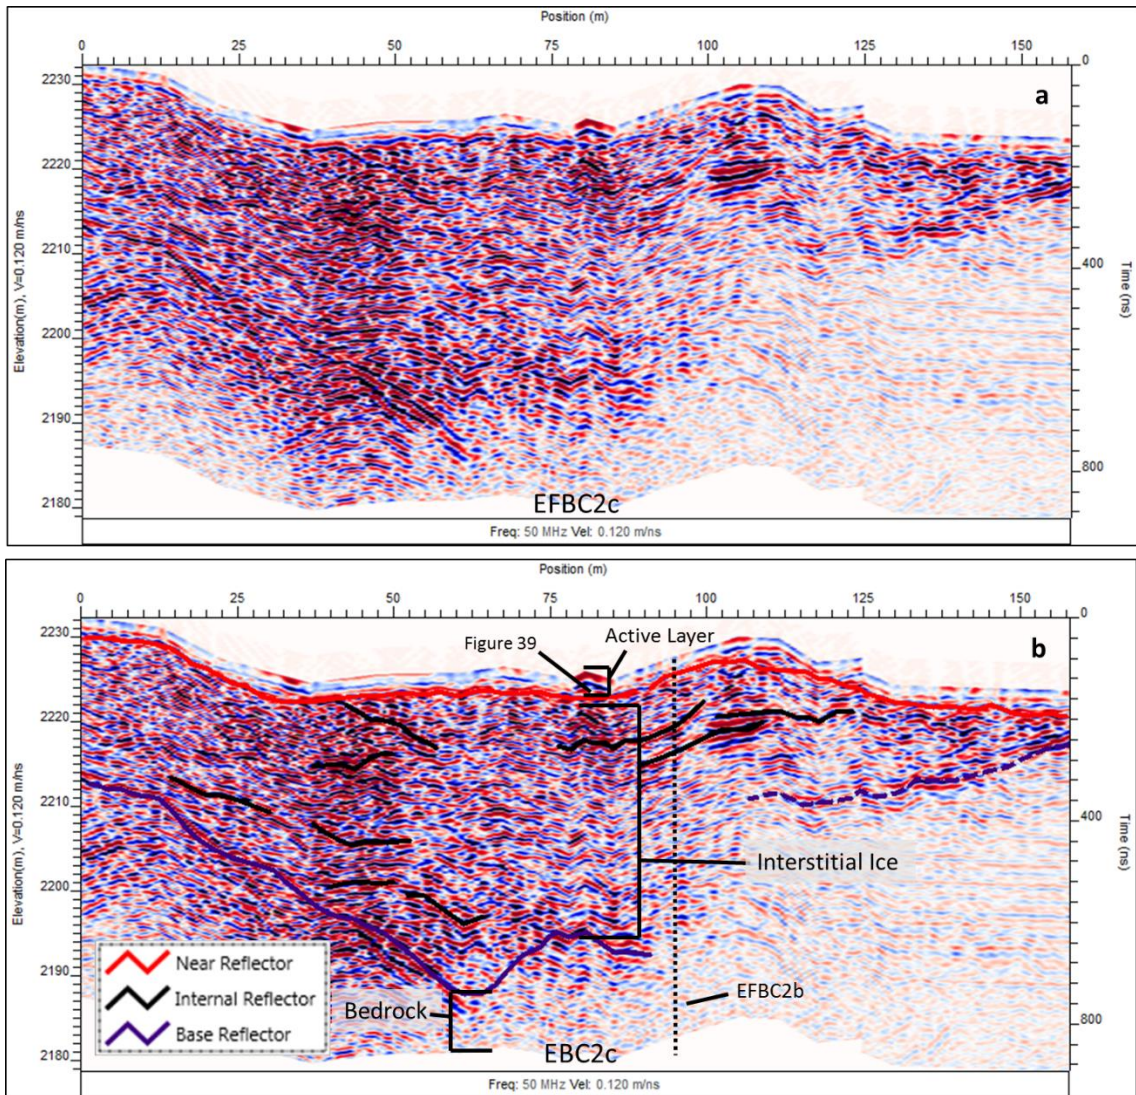 Position (m)
0 25 50 75 100 125 150
2230
2220
2210
2200
2190
2180
Elevation(m), V=0.120 m/ns
0
400
800
Time (ns)
a
EFBC2c
Freq: 50 MHz Vel: 0.120 m/ns
Position (m)
0 25 50 75 100 125 150
2230
2220
2210
2200
2190
2180
Elevation(m), V=0.120 m/ns
0
400
800
Time (ns)
b
Figure 39
Active Layer
Interstitial Ice
Near Reflector
Internal Reflector
Base Reflector
Bedrock
EFBC2b
EBC2c
Freq: 50 MHz Vel: 0.120 m/ns